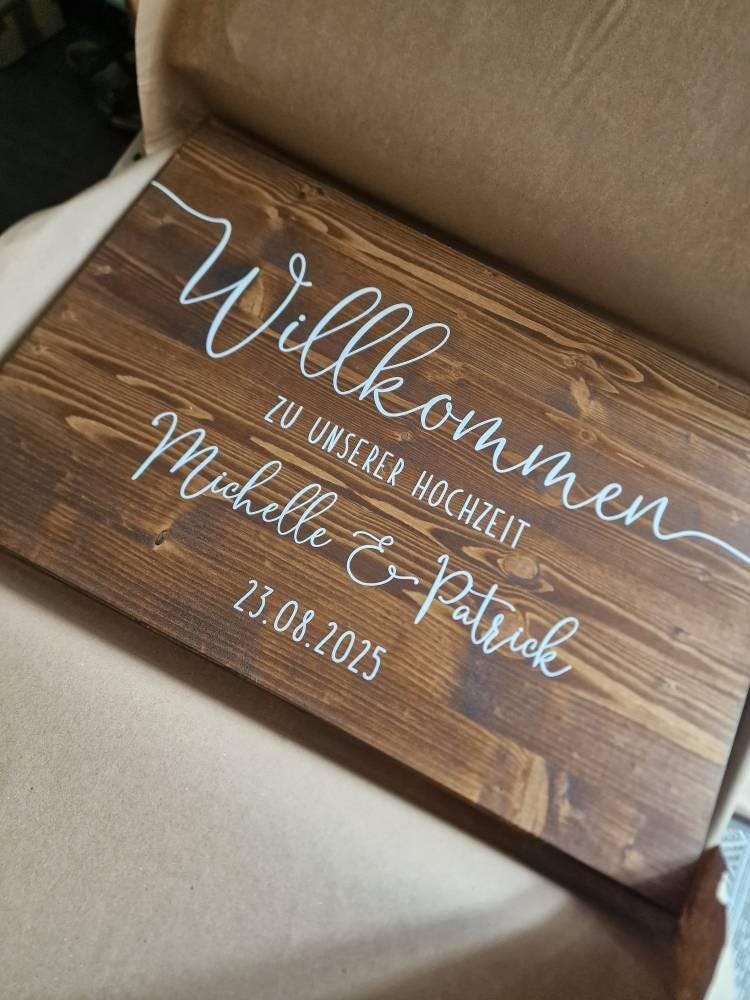 Willkommen
ZU UNSERER HOCHZEIT
Michelle & Patrick
23.08.2025